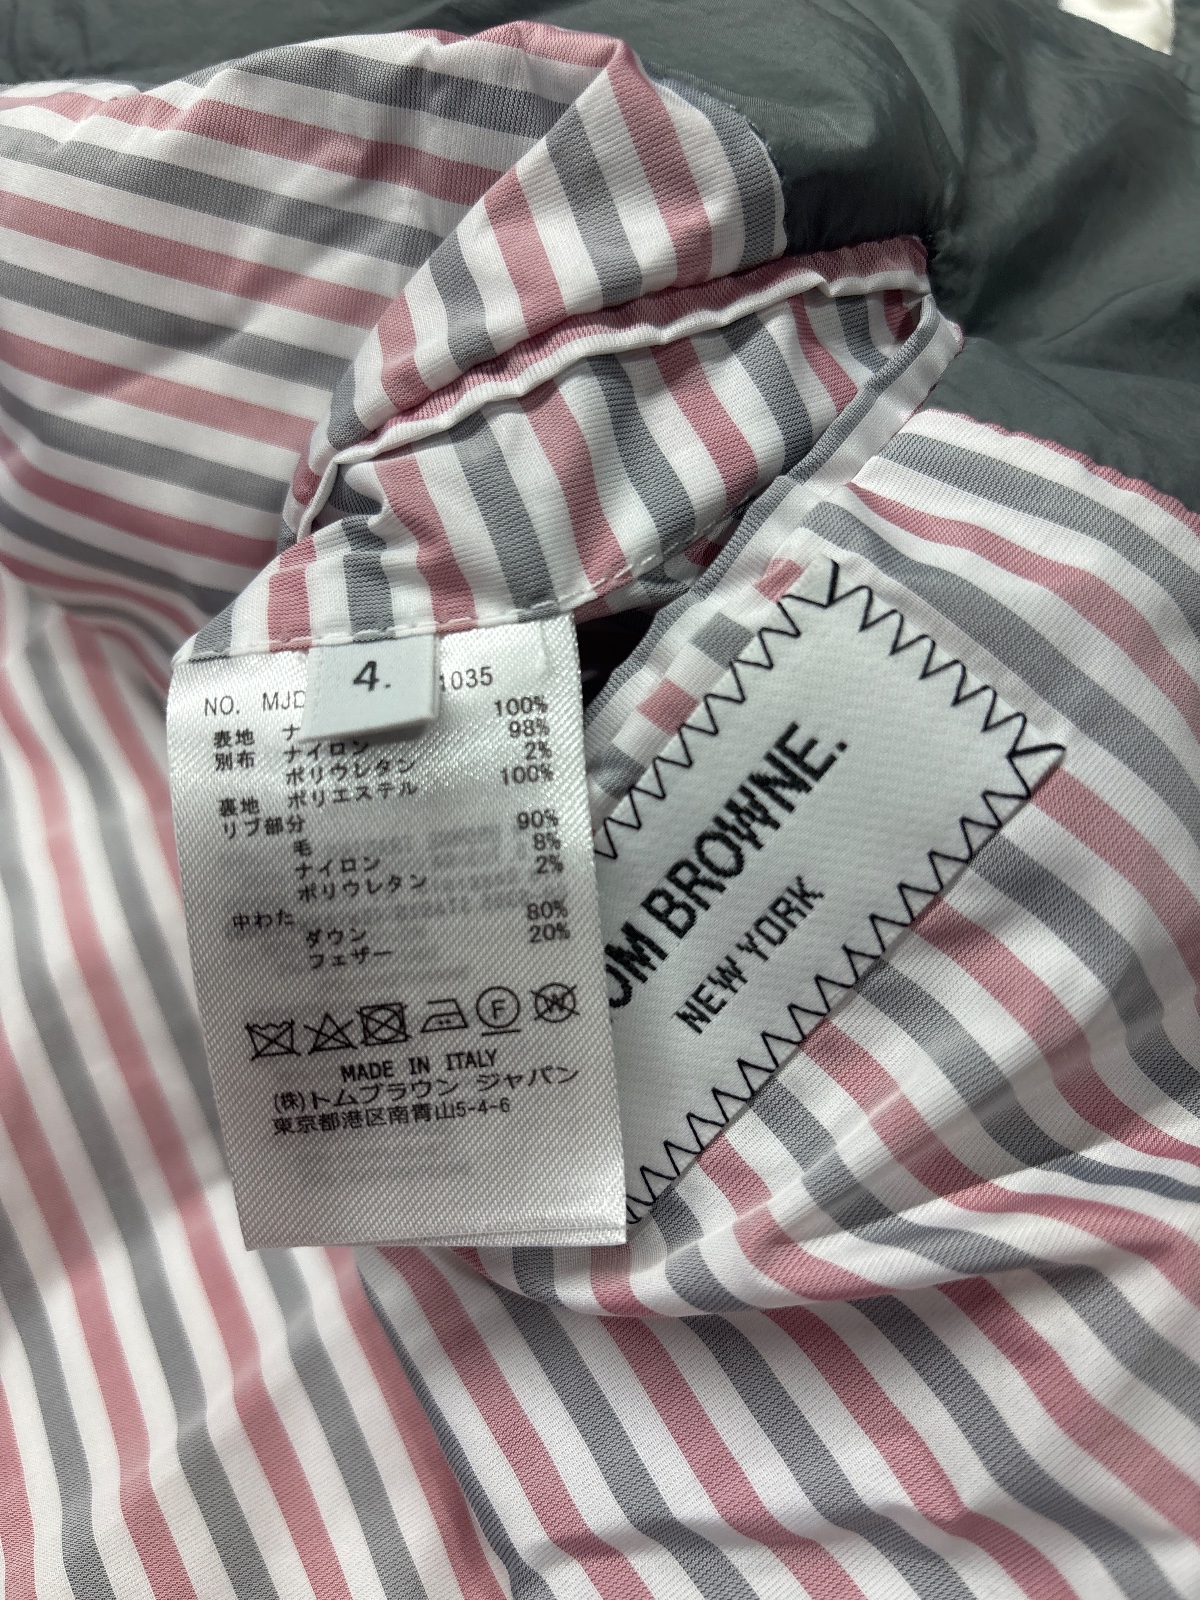 4.
NO. MJD 1035
表地 ナ 100%
別布 ナイロン 98%
ポリウレタン 2%
裏地 ポリエステル 100%
リブ部分
毛 90%
ナイロン 8%
ポリウレタン 2%
中わた
ダウン 80%
フェザー 20%
F W
MADE IN ITALY
(株)トムブラウン ジャパン
東京都港区南青山5-4-6
OM BROWNE.
NEW YORK